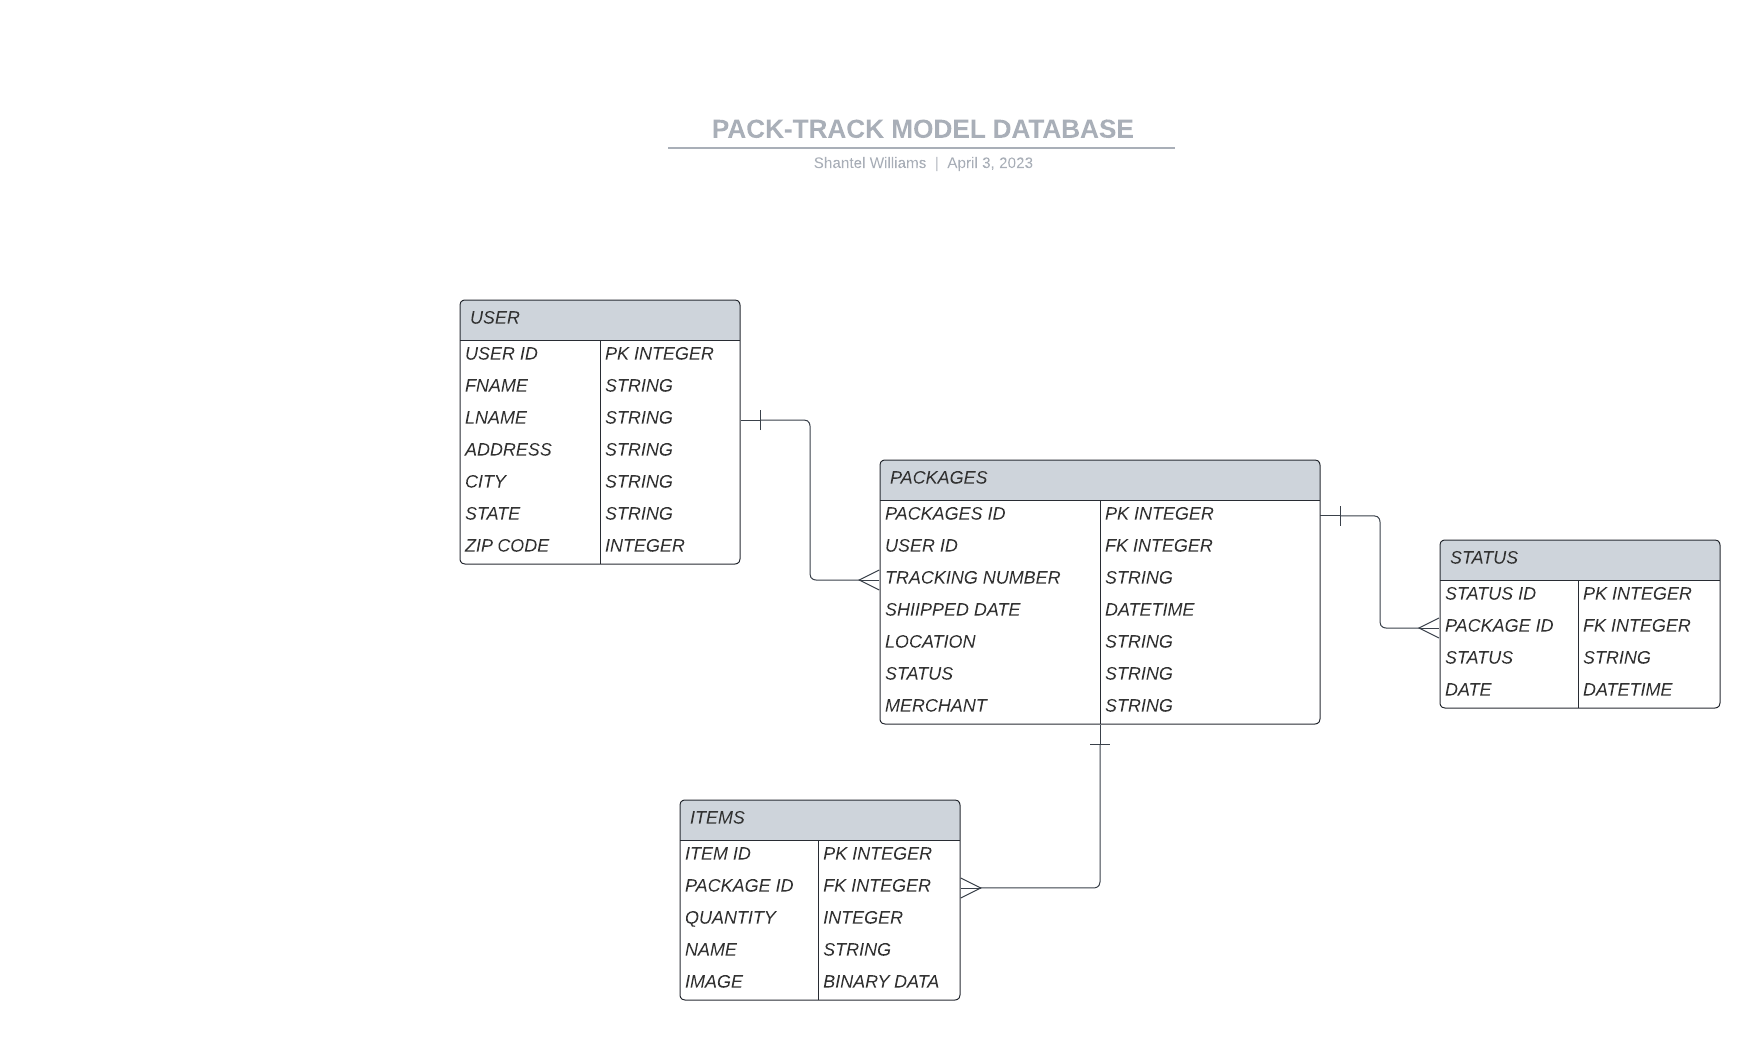 PACK-TRACK MODEL DATABASE
Shantel Williams | April 3, 2023
USER
USER ID PK INTEGER
FNAME STRING
LNAME STRING
ADDRESS STRING
CITY STRING
STATE STRING
ZIP CODE INTEGER
PACKAGES
PACKAGES ID PK INTEGER
USER ID FK INTEGER
TRACKING NUMBER STRING
SHIIPPED DATE DATETIME
LOCATION STRING
STATUS STRING
MERCHANT STRING
STATUS
STATUS ID PK INTEGER
PACKAGE ID FK INTEGER
STATUS STRING
DATE DATETIME
ITEMS
ITEM ID PK INTEGER
PACKAGE ID FK INTEGER
QUANTITY INTEGER
NAME STRING
IMAGE BINARY DATA